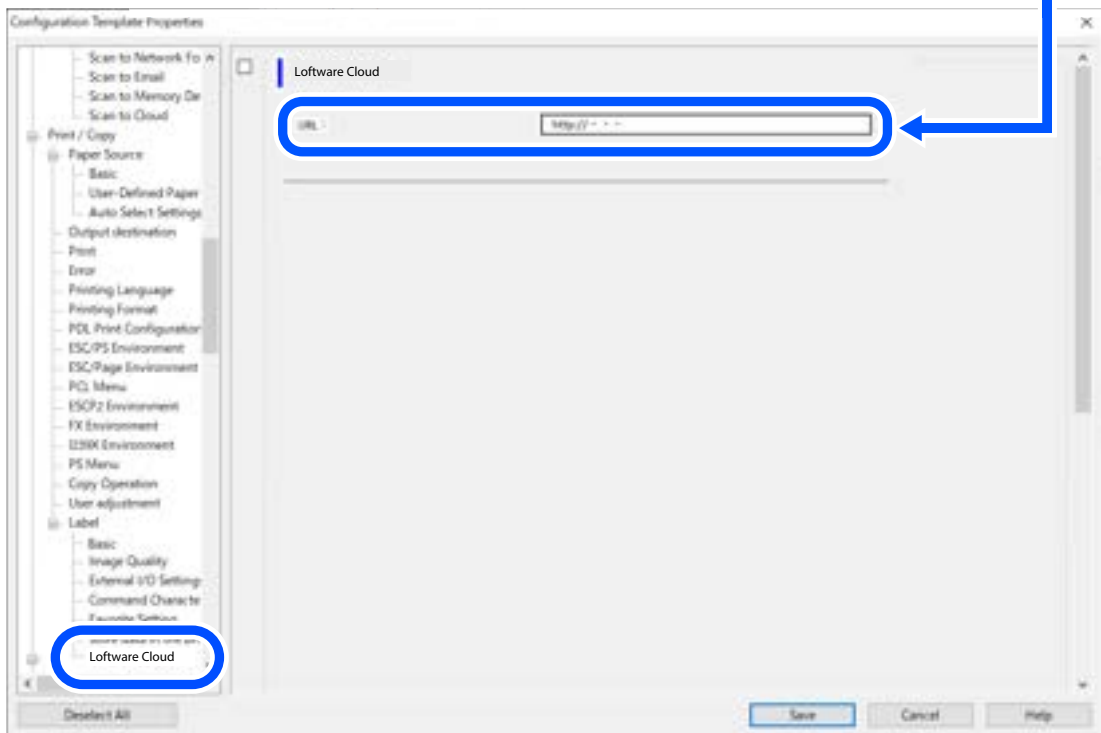 Configuration Template Properties
Scan to Network Fo
Scan to Email
Scan to Memory De
Scan to Cloud
Print / Copy
Paper Source
Basic
User-Defined Paper
Auto Select Settings
Output destination
Print
Error
Printing Language
Printing Format
PDL Print Configuration
ESC/PS Environment
ESC/Page Environment
PCL Menu
ESCP2 Environment
FX Environment
I239X Environment
PS Menu
Copy Operation
User adjustment
Label
Basic
Image Quality
External I/O Settings
Command Characte
Favorite Setting
Loftware Cloud
Loftware Cloud
URL :
http:// - - -
Deselect All
Save
Cancel
Help